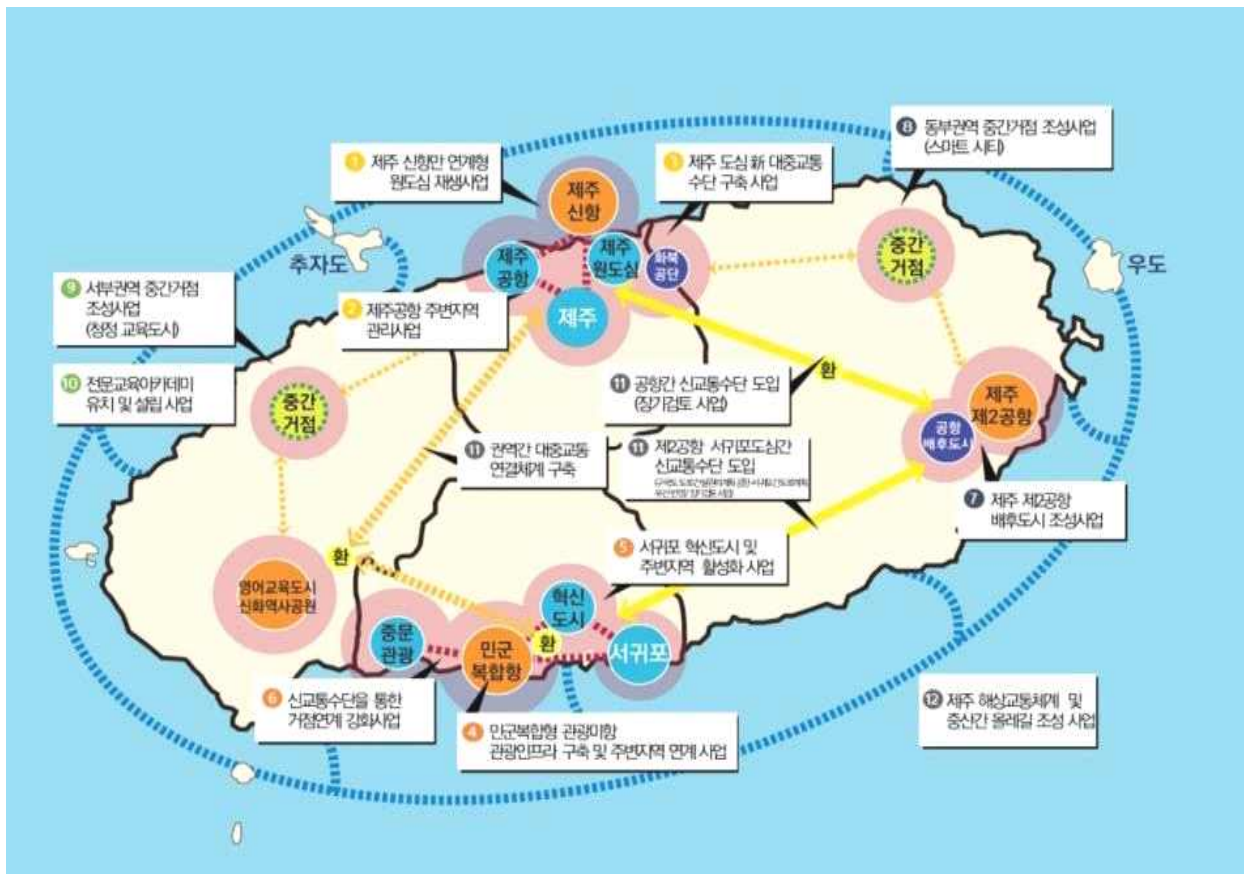 8 동부권역 중간거점 조성사업
(스마트 시티)
1 제주 신항만 연계형
원도심 재생사업
제주 도심 新 대중교통
수단 구축 사업
제주
신항
제주
공항
제주
원도심
화북
공단
중간
거점
추자도
우도
9 서부권역 중간거점
조성사업
(청정 교육도시)
2 제주공항 주변지역
관리사업
제주
10 전문교육아카데미
유치 및 설립 사업
11 공항간 신교통수단 도입
(장기검토 사업)
환
제주
제2공항
중간
거점
공항
배후도시
11 권역간 대중교통
연결체계 구축
11 제2공항 서귀포도심간
신교통수단 도입
7 제주 제2공항
배후도시 조성사업
5 서귀포 혁신도시 및
주변지역 활성화 사업
환
영어교육도시
신화역사공원
혁신
도시
중문
관광
민군
복합항
환
서귀포
6 신교통수단을 통한
거점연계 강화사업
4 민군복합형 관광미항
관광인프라 구축 및 주변지역 연계 사업
12 제주 해상교통체계 및
중산간 올레길 조성 사업